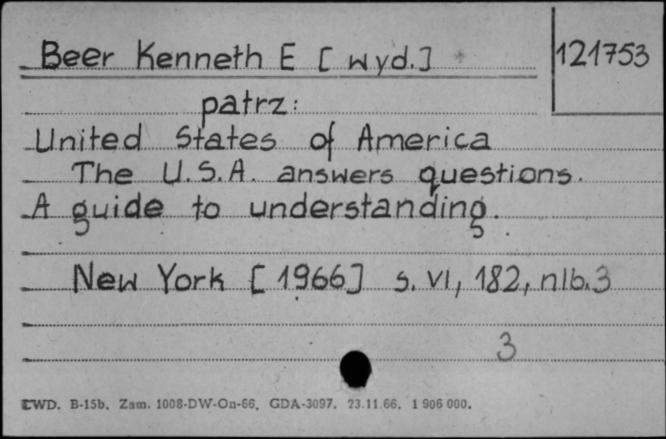 Beer Kenneth E [wyd.] 121753
patrz:
United States of America
The U.S.A. answers questions.
A guide to understanding.
New York [1966] s. VI, 182, nlb.3
3
CWD. B-15b. Zam. 1008-DW-On-66. GDA-3097. 23.11.66. 1 906 000.